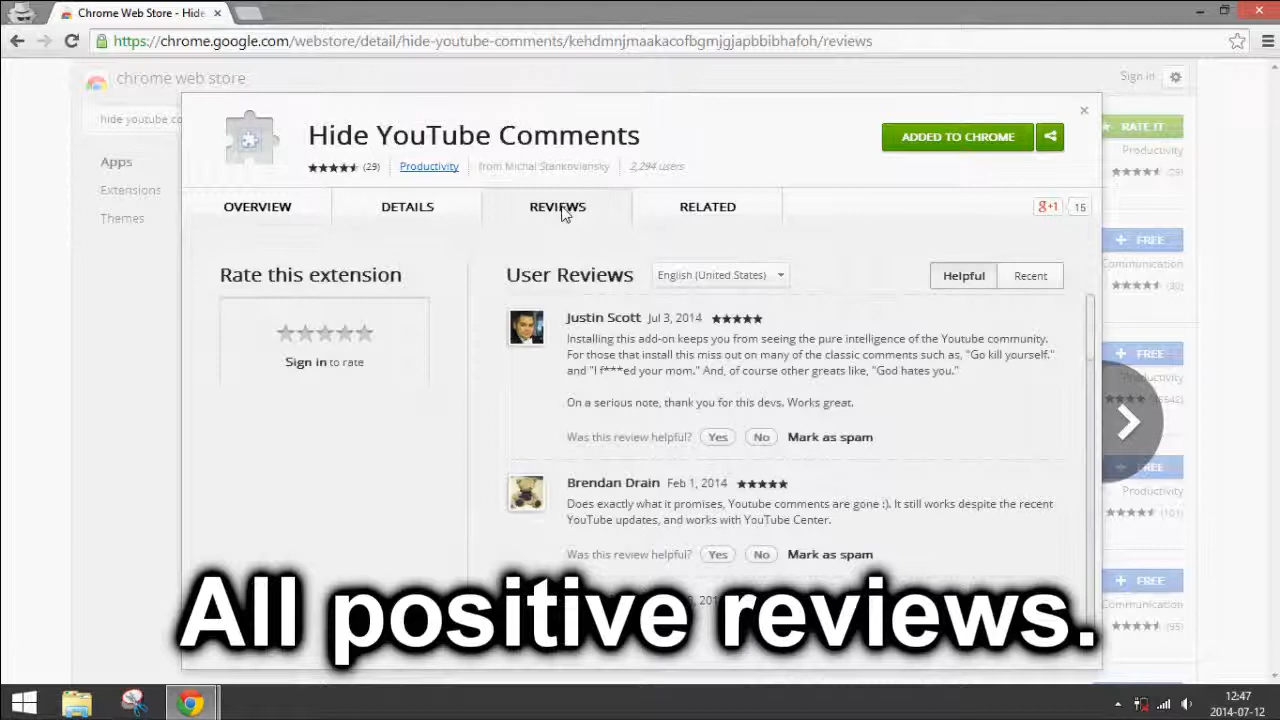 Chrome Web Store - Hide
https://chrome.google.com/webstore/detail/hide-youtube-comments/kehdmnjmaakacofbgmjgjapbbibhafoh/reviews
chrome web store
Sign in
hide youtube co
Apps
Extensions
Themes
Hide YouTube Comments
(29) Productivity from Michal Stankoviansky 2,294 users
ADDED TO CHROME
OVERVIEW DETAILS REVIEWS RELATED
g+1 15
Rate this extension
Sign in to rate
User Reviews English (United States) Helpful Recent
Justin Scott Jul 3, 2014
Installing this add-on keeps you from seeing the pure intelligence of the Youtube community.
For those that install this miss out on many of the classic comments such as, "Go kill yourself."
and "I f***ed your mom." And, of course other greats like, "God hates you."
On a serious note, thank you for this devs. Works great.
Was this review helpful? Yes No Mark as spam
Brendan Drain Feb 1, 2014
Does exactly what it promises, Youtube comments are gone :). It still works despite the recent
YouTube updates, and works with YouTube Center.
Was this review helpful? Yes No Mark as spam
RATE IT
Productivity
(29)
+ FREE
Communication
(30)
+ FREE
Productivity
FREE
Productivity
(101)
+ FREE
Communication
(95)
All positive reviews.
12:47
2014-07-12